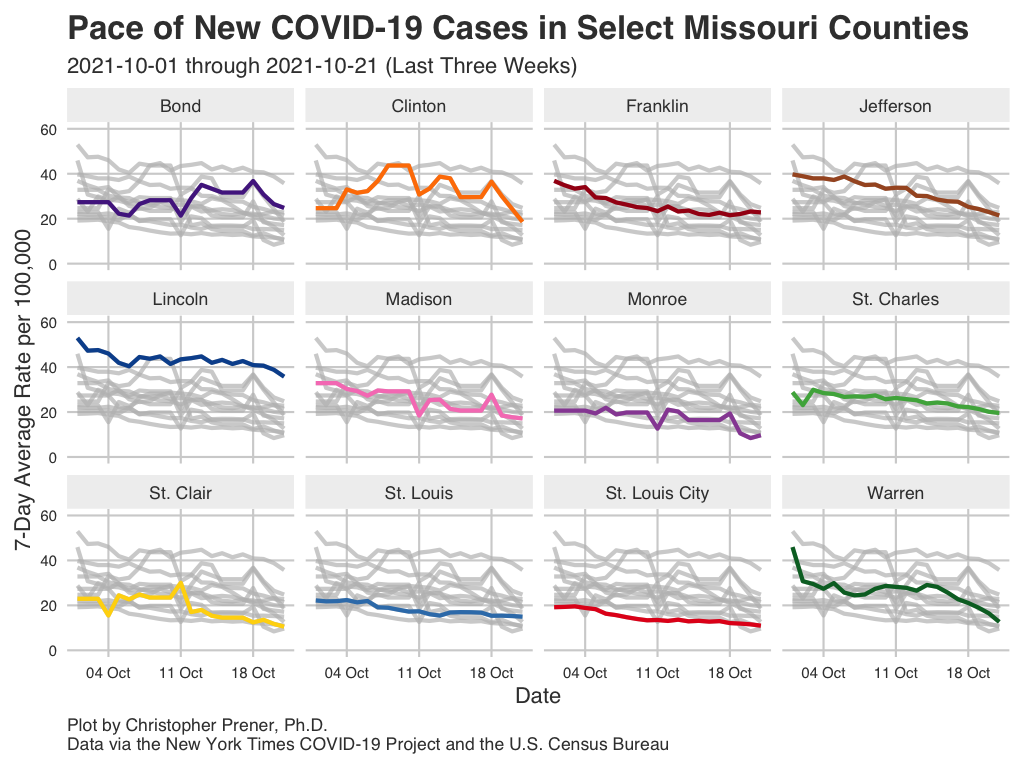 Pace of New COVID-19 Cases in Select Missouri Counties
2021-10-01 through 2021-10-21 (Last Three Weeks)
Bond
Clinton
Franklin
Jefferson
60
40
20
0
Lincoln
Madison
Monroe
St. Charles
60
40
20
0
St. Clair
St. Louis
St. Louis City
Warren
60
40
20
0
7-Day Average Rate per 100,000
04 Oct 11 Oct 18 Oct
04 Oct 11 Oct 18 Oct
04 Oct 11 Oct 18 Oct
04 Oct 11 Oct 18 Oct
Date
Plot by Christopher Prener, Ph.D.
Data via the New York Times COVID-19 Project and the U.S. Census Bureau